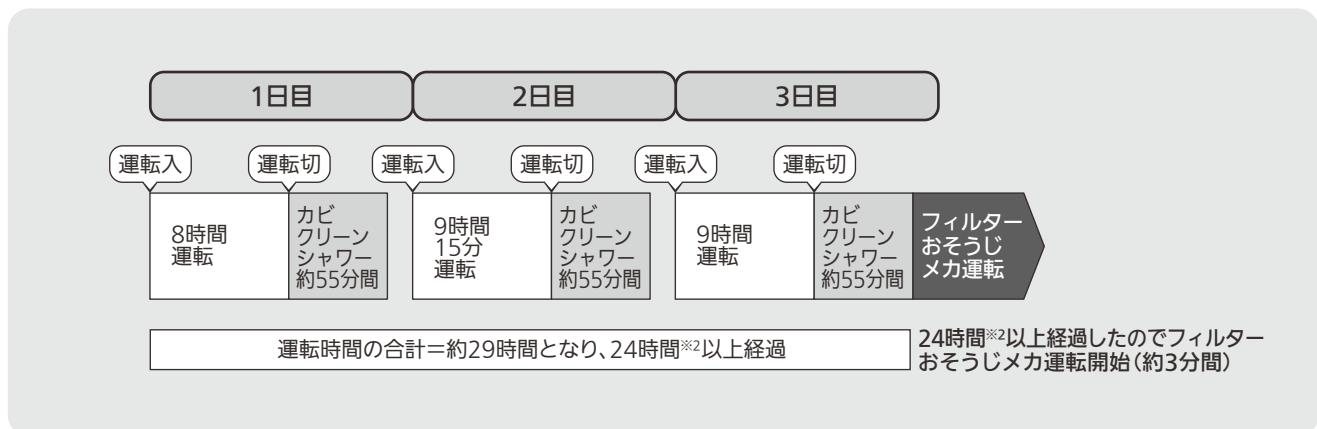 1日目
2日目
3日目
運転入
運転切
運転入
運転切
運転入
運転切
8時間
運転
カビ
クリーン
シャワー
約55分間
9時間
15分
運転
カビ
クリーン
シャワー
約55分間
9時間
運転
カビ
クリーン
シャワー
約55分間
フィルター
おそうじ
メカ運転
運転時間の合計＝約29時間となり、24時間※2以上経過
24時間※2以上経過したのでフィルター
おそうじメカ運転開始（約3分間）